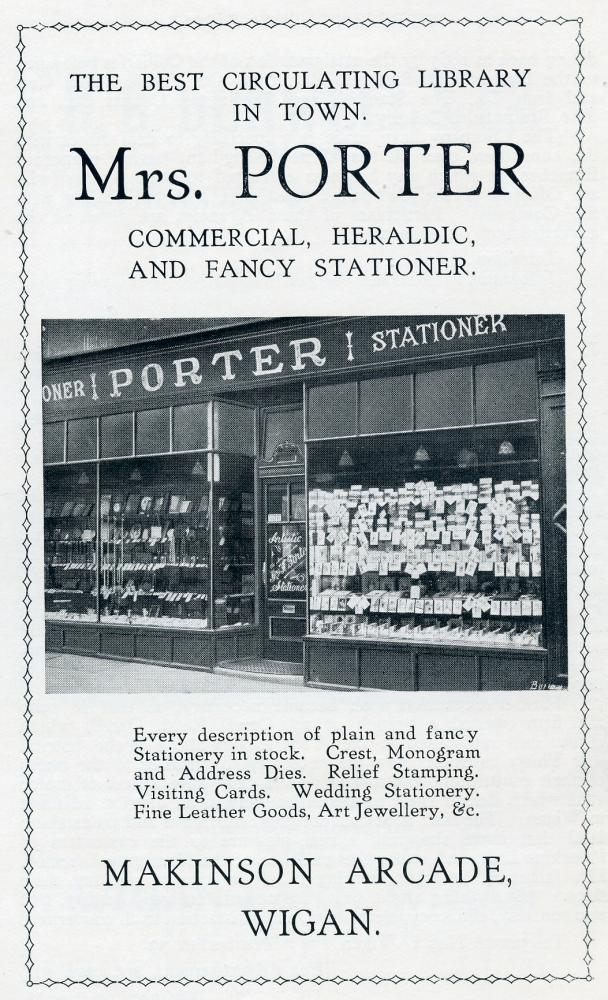 THE BEST CIRCULATING LIBRARY
IN TOWN.
Mrs. PORTER
COMMERCIAL, HERALDIC,
AND FANCY STATIONER.
ONER PORTER STATIONER
Artistic
Stationer
Every description of plain and fancy
Stationery in stock. Crest, Monogram
and Address Dies. Relief Stamping.
Visiting Cards. Wedding Stationery.
Fine Leather Goods, Art Jewellery, &c.
MAKINSON ARCADE,
WIGAN.